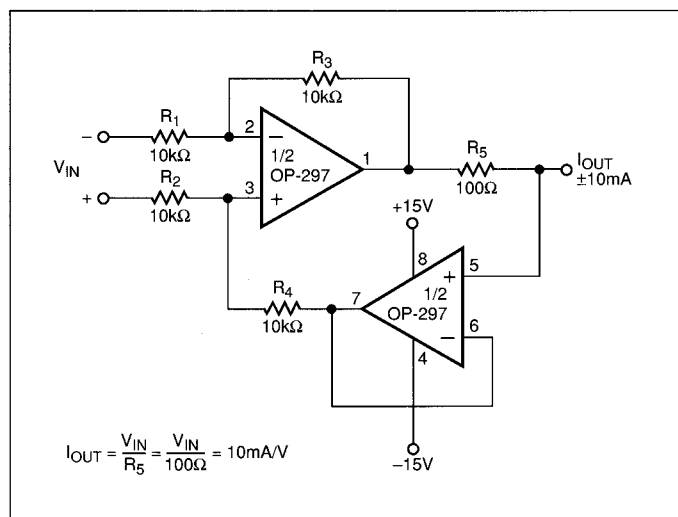 R3
10kΩ
R1
10kΩ
−
2
−
1/2
OP-297
1
R5
100Ω
IOUT
±10mA
VIN
+
R2
10kΩ
3
+
+15V
8
5
+
R4
10kΩ
7
1/2
OP-297
6
−
4
IOUT = VIN/R5 = VIN/100Ω = 10mA/V
−15V